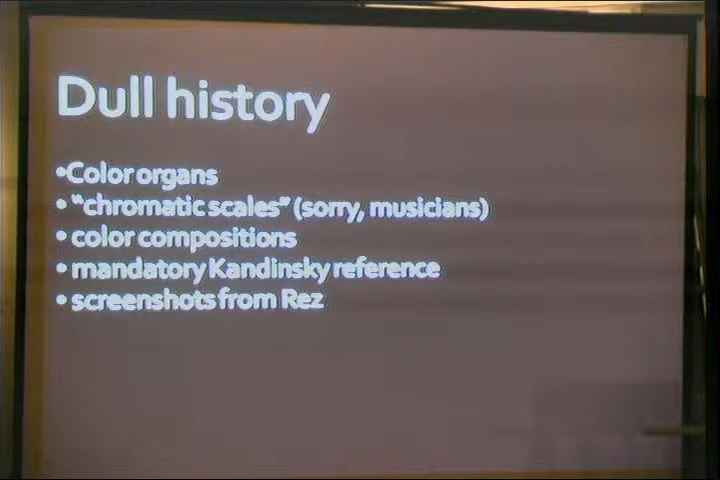 Dull history
•Color organs
• "chromatic scales" (sorry, musicians)
• color compositions
• mandatory Kandinsky reference
• screenshots from Rez